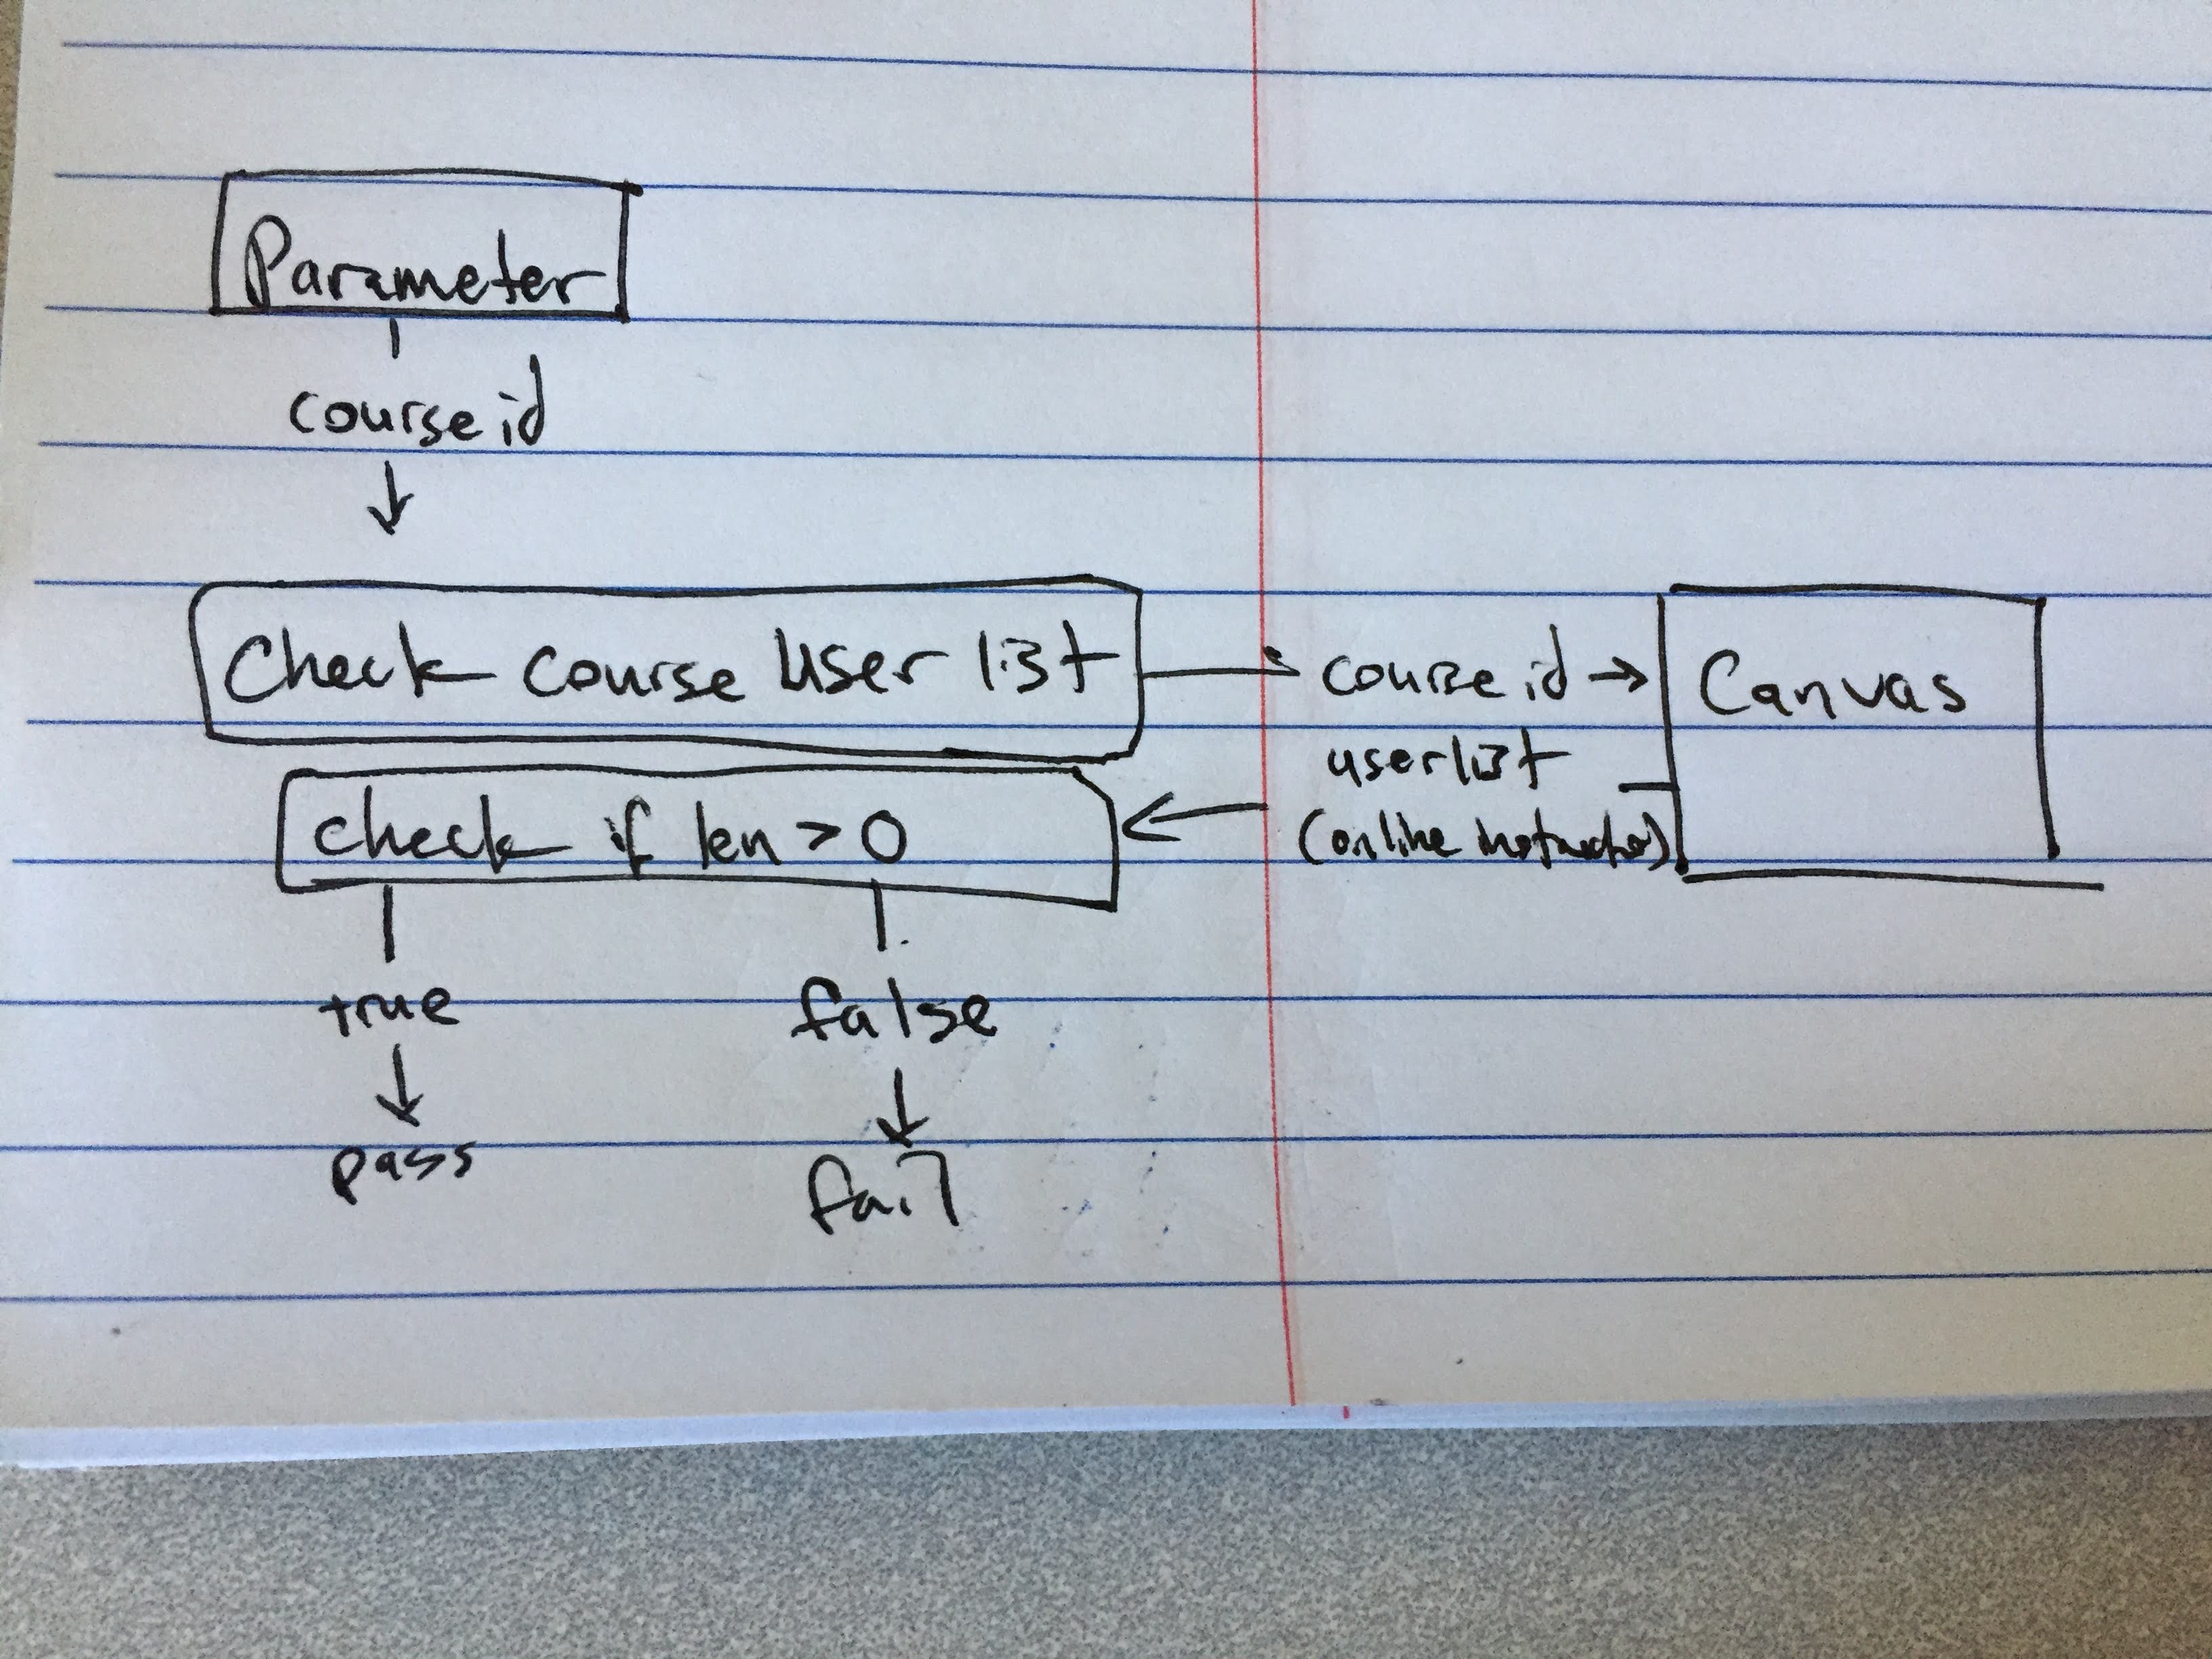 Parameter
course id
Check course user list
course id
Canvas
userlist
(online instructor)
check if len > 0
true
false
pass
fail